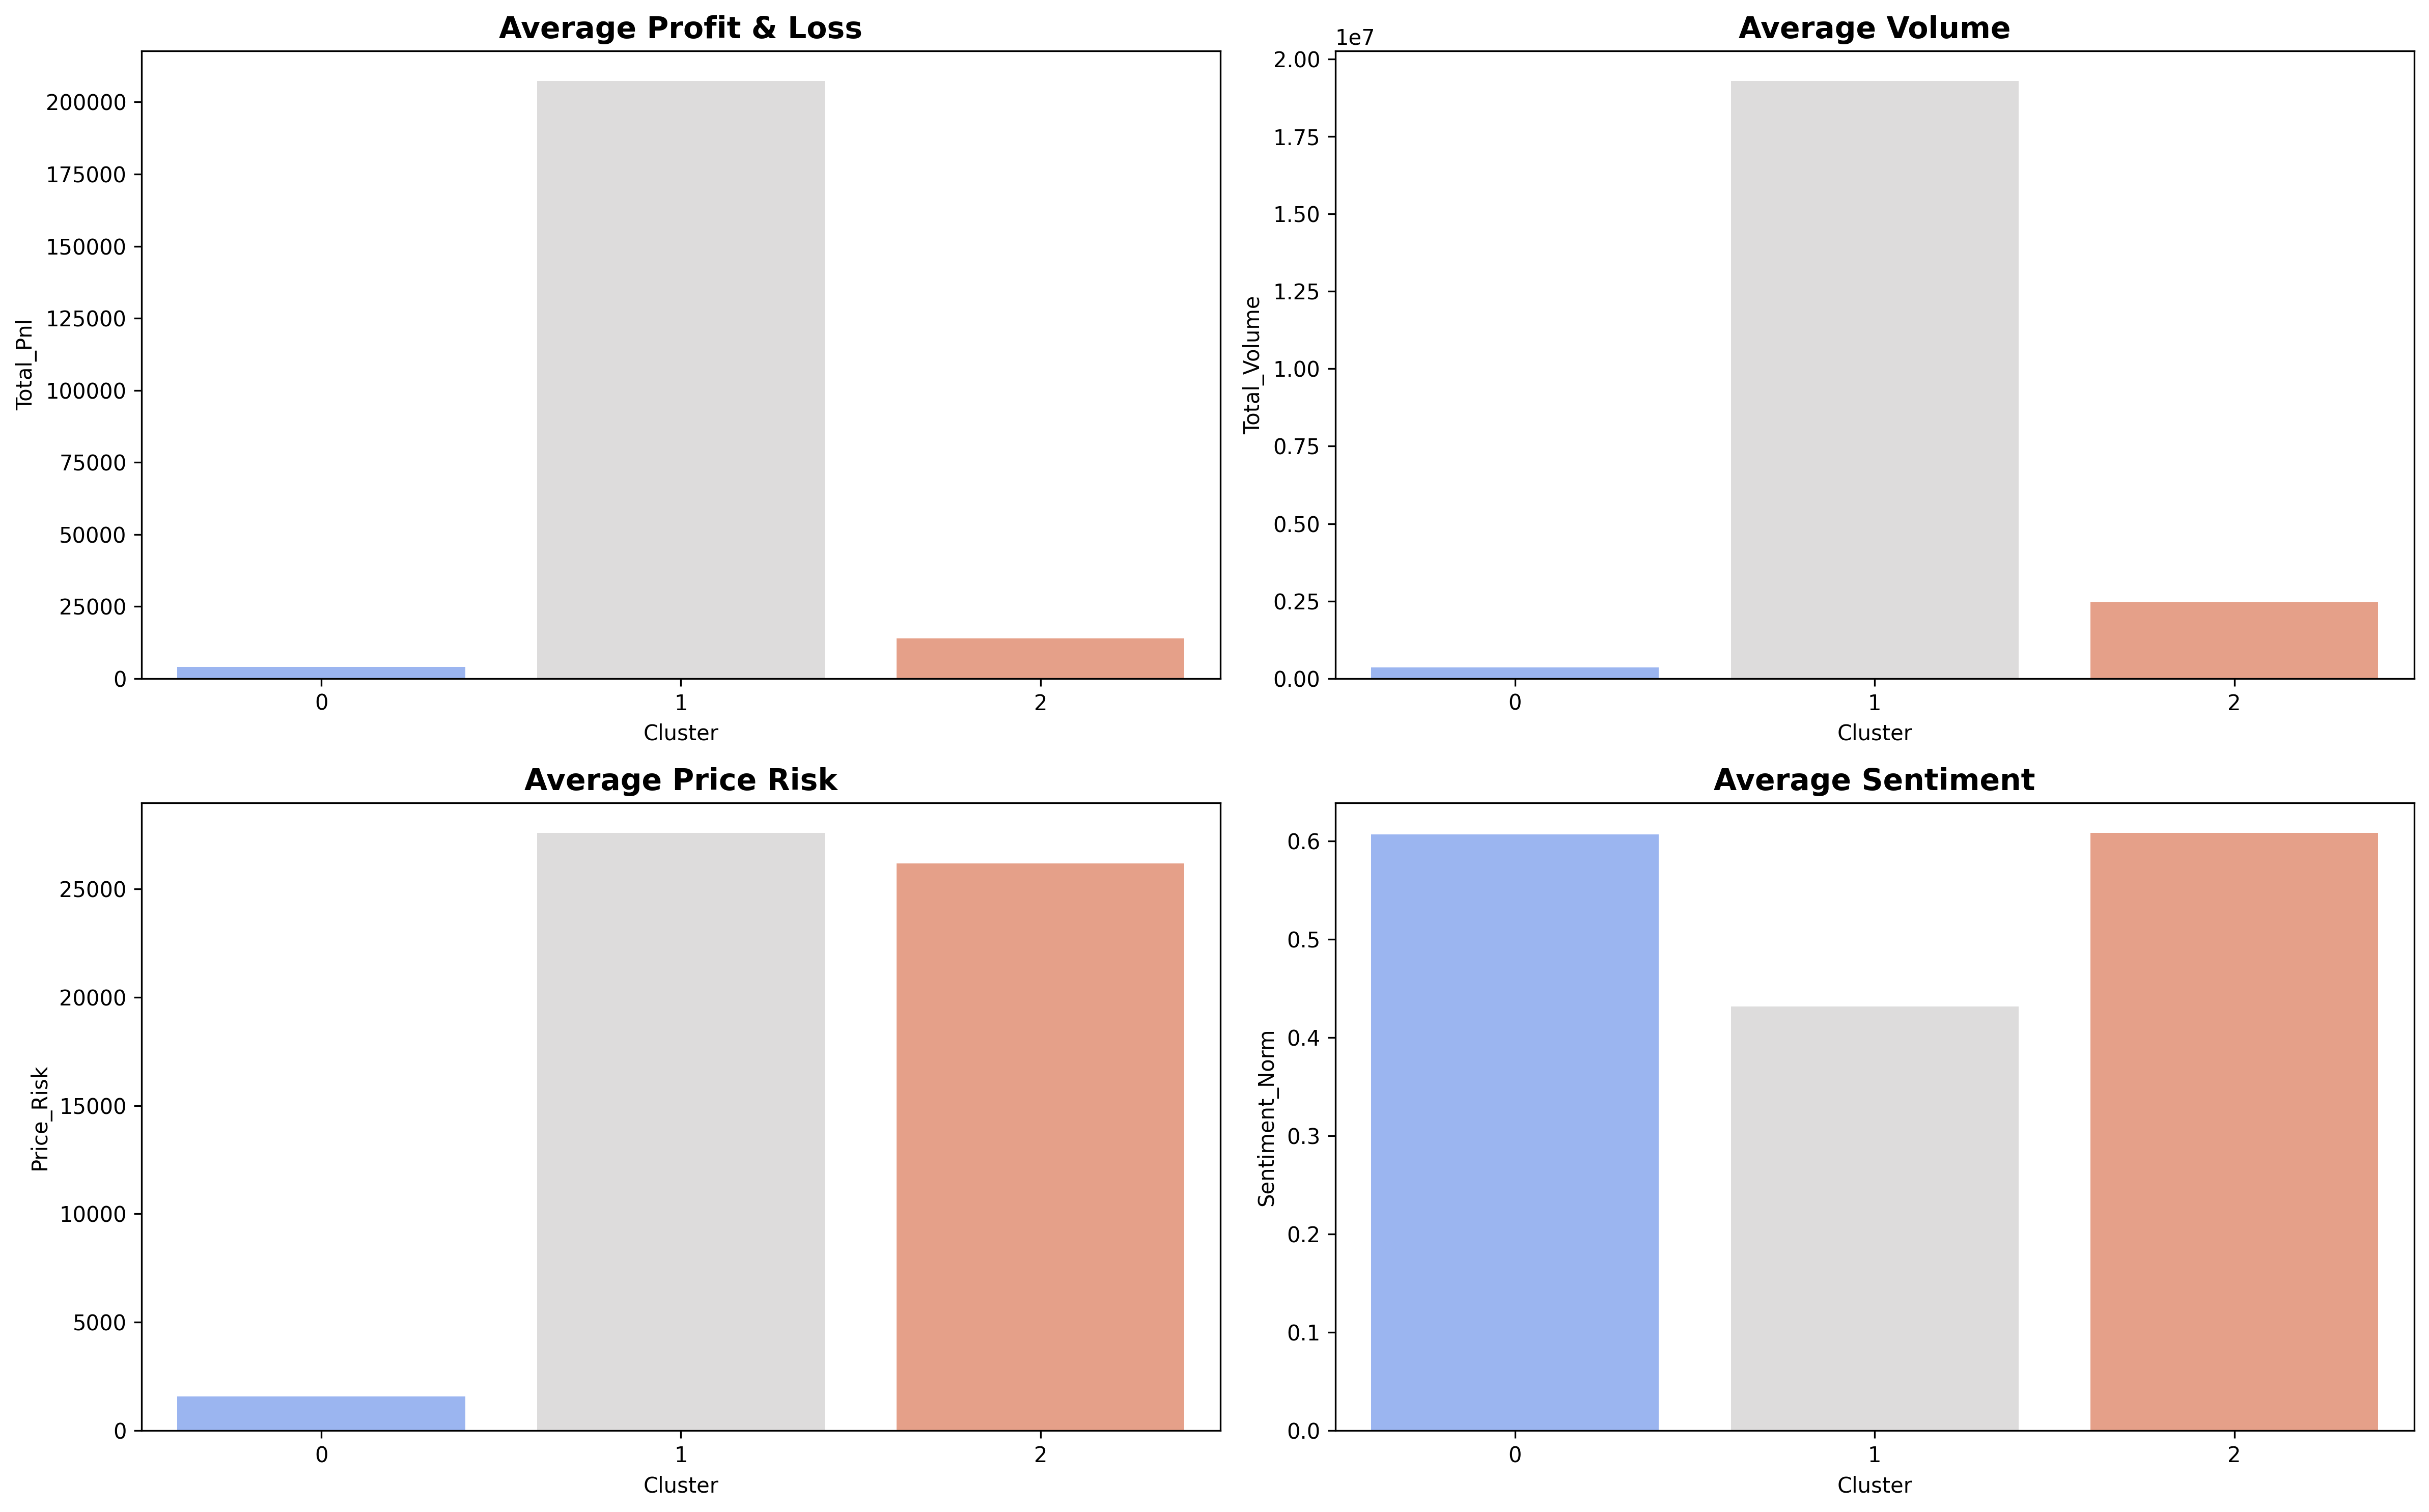 Average Profit & Loss
200000
175000
150000
125000
100000
75000
50000
25000
0
Total_Pnl
0 1 2
Cluster
Average Volume
1e7
2.00
1.75
1.50
1.25
1.00
0.75
0.50
0.25
0.00
Total_Volume
0 1 2
Cluster
Average Price Risk
25000
20000
15000
10000
5000
0
Price_Risk
0 1 2
Cluster
Average Sentiment
0.6
0.5
0.4
0.3
0.2
0.1
0.0
Sentiment_Norm
0 1 2
Cluster